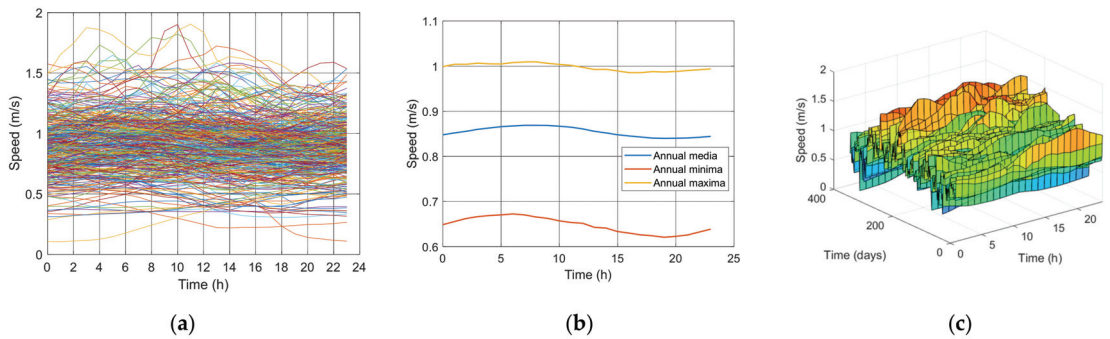 2
1.5
1
0.5
0
Speed (m/s)
0 2 4 6 8 10 12 14 16 18 20 22 24
Time (h)
(a)
1.1
1
0.9
0.8
0.7
0.6
Speed (m/s)
Annual media
Annual minima
Annual maxima
0 5 10 15 20 25
Time (h)
(b)
2
1.5
1
0.5
0
Speed (m/s)
400
200
0
Time (days)
0 5 10 15 20
Time (h)
(c)